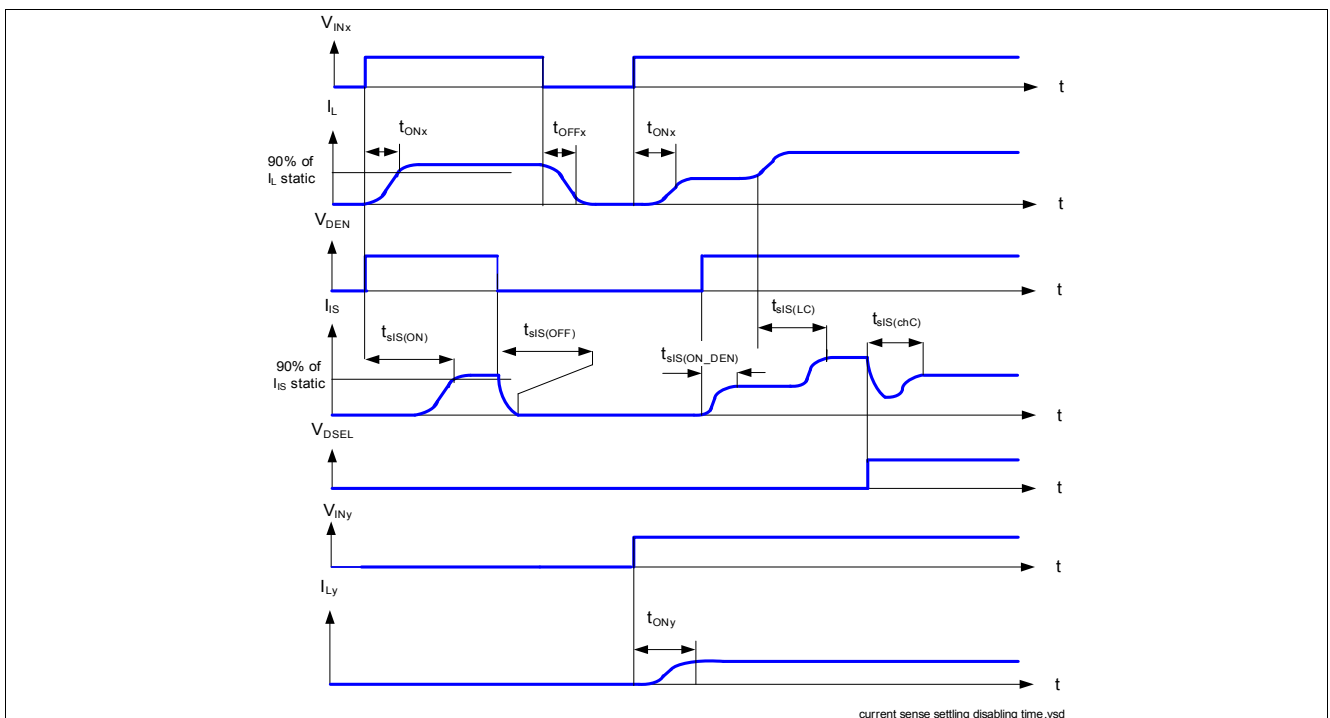 VINx
t
IL
tONx
tOFFx
tONx
90% of
IL static
t
VDEN
t
IIS
tsIS(ON)
tsIS(OFF)
tsIS(ON_DEN)
tsIS(LC)
tsIS(chC)
90% of
IIS static
t
VDSEL
t
VINy
t
ILy
tONy
t
current sense settling disabling time.vsd